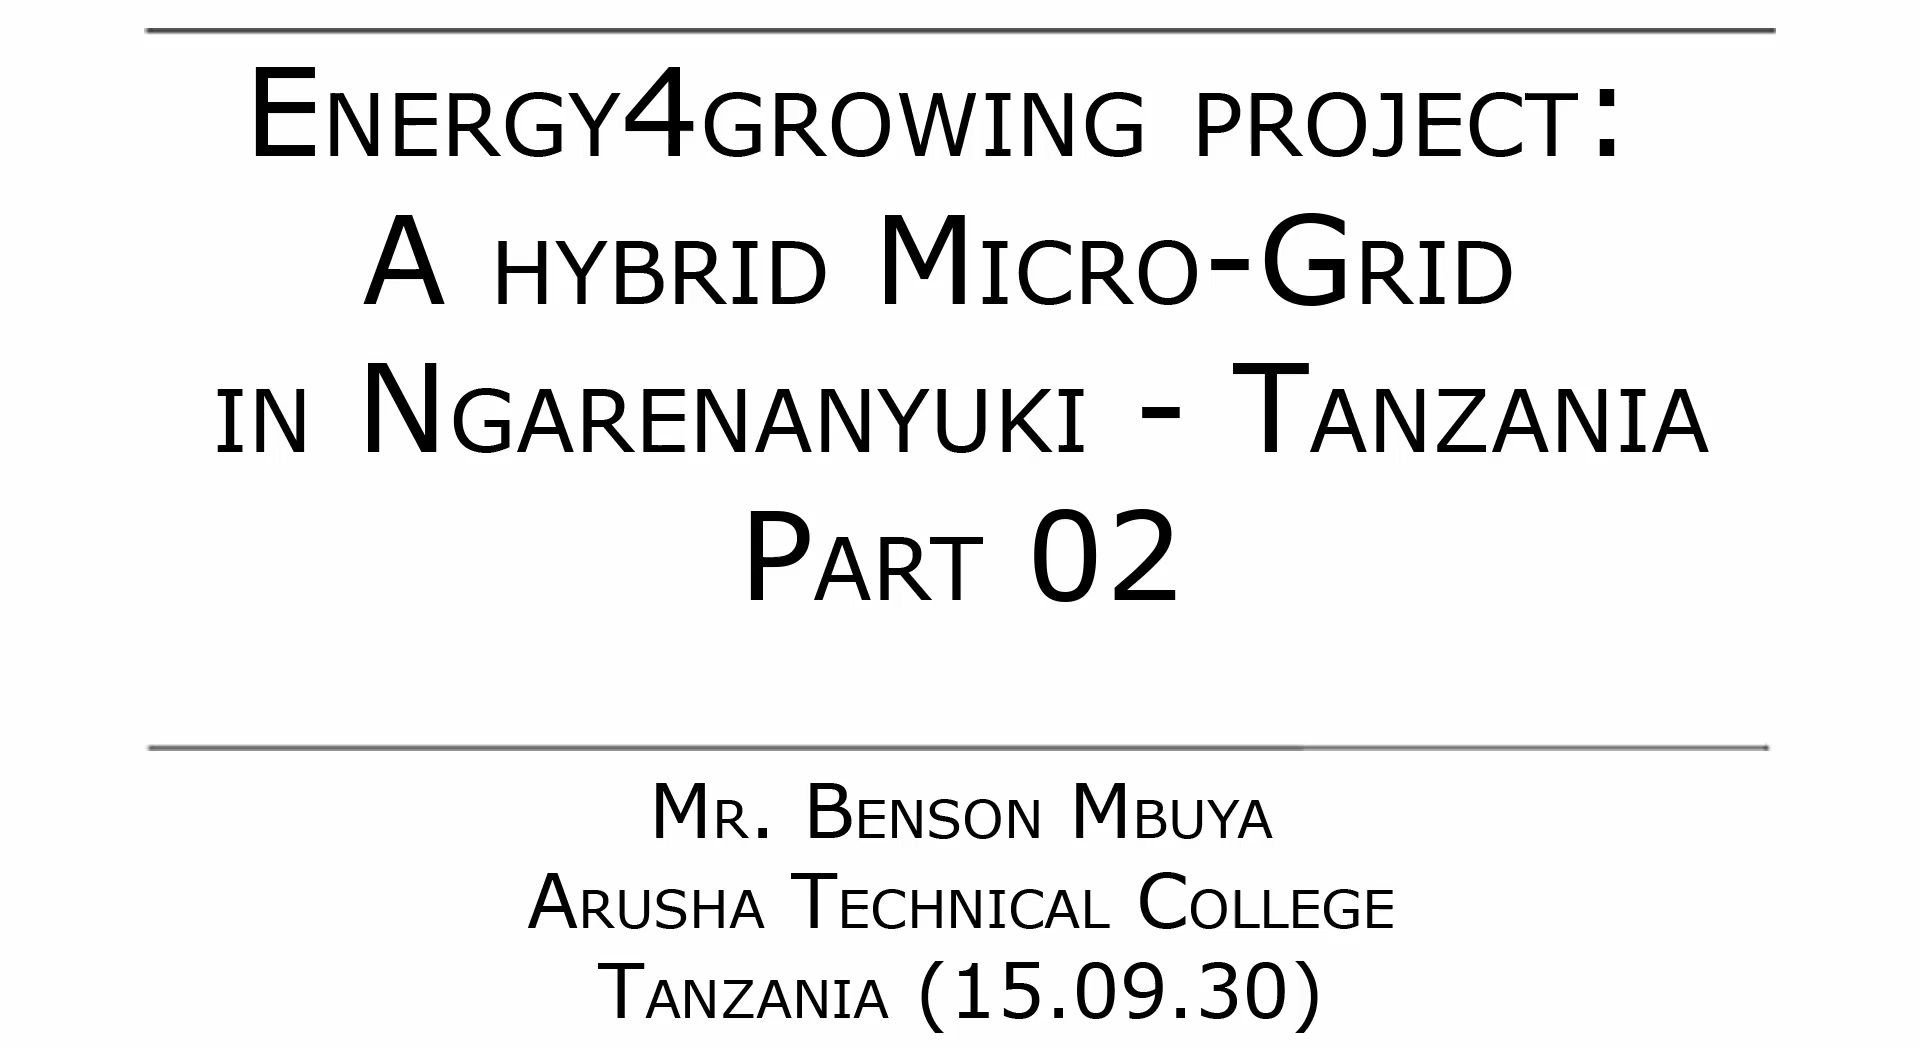 Energy4growing project:
A hybrid Micro-Grid
in Ngarenanyuki - Tanzania
Part 02
Mr. Benson Mbuya
Arusha Technical College
Tanzania (15.09.30)